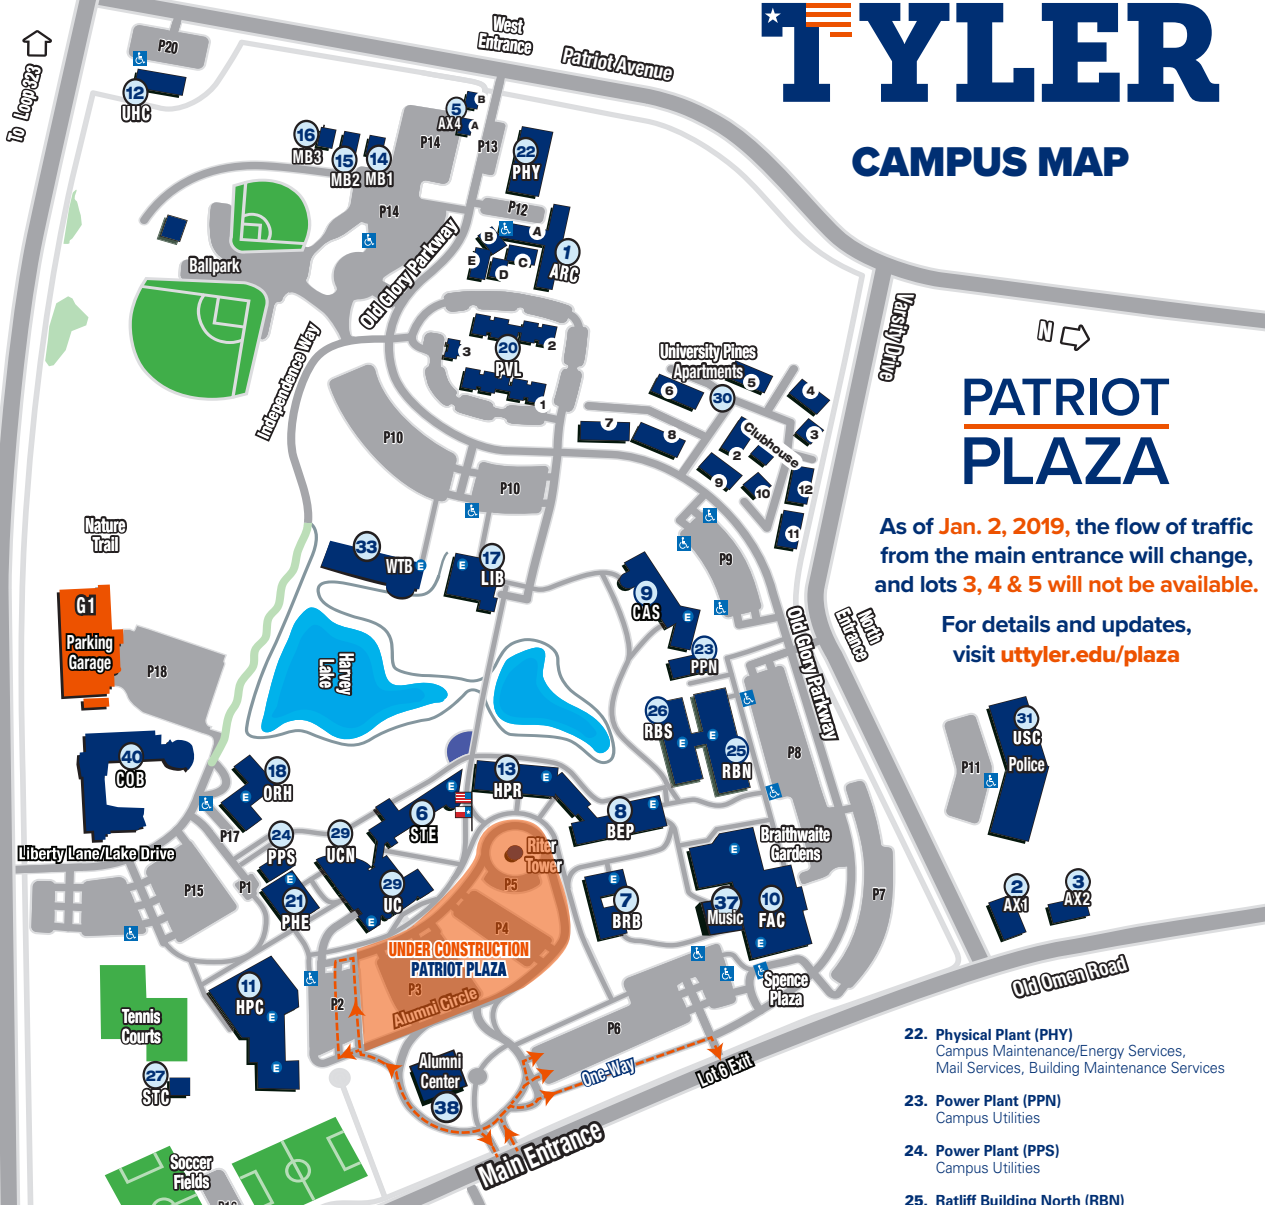 TYLER
CAMPUS MAP
To Loop 323
West
Entrance
Patriot Avenue
P20
12
UHC
5
AX4
B
A
P14
P13
16
MB3
15
MB2
14
MB1
22
PHY
P14
P12
A
B
C
D
E
1
ARC
Ballpark
Old Glory Parkway
Independence Way
3
20
PVL
2
1
Varsity Drive
N
University Pines
Apartments
30
5
6
4
3
7
8
Clubhouse
2
9
10
12
11
PATRIOT
PLAZA
As of Jan. 2, 2019, the flow of traffic
from the main entrance will change,
and lots 3, 4 & 5 will not be available.
For details and updates,
visit uttyler.edu/plaza
P10
P10
Nature
Trail
33
WTB
E
E
17
LIB
P9
9
CAS
E
23
PPN
Old Glory Parkway
North
Entrance
G1
Parking
Garage
P18
Harvey
Lake
26
RBS
E
E
25
RBN
P8
31
USC
Police
P11
40
COB
18
ORH
E
13
HPR
E
E
6
STE
8
BEP
E
P17
24
PPS
29
UCN
Liberty Lane/Lake Drive
Braithwaite
Gardens
E
Riter
Tower
P5
P15
P1
E
21
PHE
29
UC
E
E
7
BRB
37
Music
10
FAC
E
P7
2
AX1
3
AX2
P4
UNDER CONSTRUCTION
PATRIOT PLAZA
P3
Alumni Circle
P2
11
HPC
E
E
Tennis
Courts
27
STC
P6
Spence
Plaza
Old Omen Road
Alumni
Center
38
One-Way
Lot 6 Exit
Main Entrance
Soccer
Fields
22. Physical Plant (PHY)
Campus Maintenance/Energy Services,
Mail Services, Building Maintenance Services
23. Power Plant (PPN)
Campus Utilities
24. Power Plant (PPS)
Campus Utilities
25. Ratliff Building North (RBN)